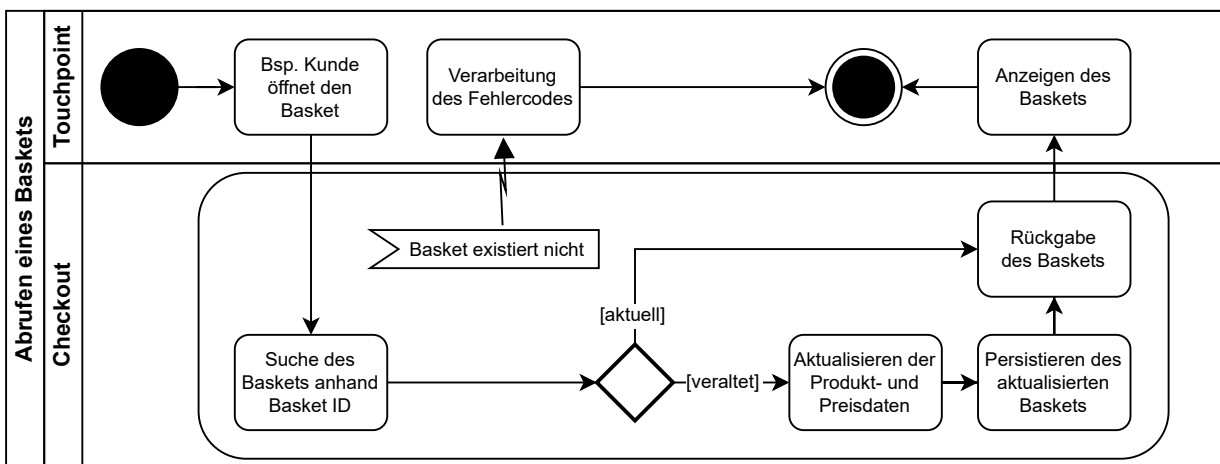 Abrufen eines Baskets
Touchpoint
Bsp. Kunde
öffnet den
Basket
Verarbeitung
des Fehlercodes
Anzeigen des
Baskets
Checkout
Basket existiert nicht
Rückgabe
des Baskets
[aktuell]
Suche des
Baskets anhand
Basket ID
[veraltet]
Aktualisieren der
Produkt- und
Preisdaten
Persistieren des
aktualisierten
Baskets